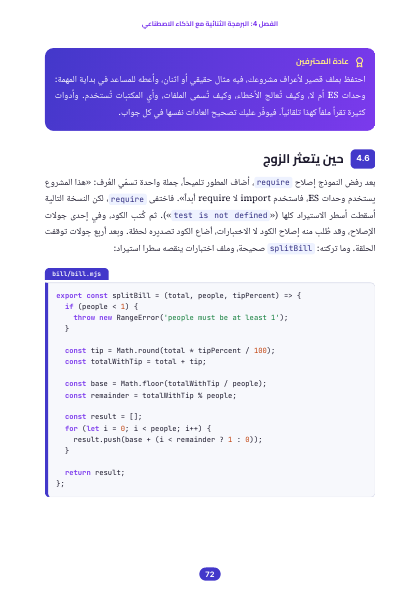 الفصل 4: البرمجة الثنائية مع الذكاء الاصطناعي
عادة المحترفين
احتفظ بملف قصير لأعراف مشروعك، فيه مثال حقيقي أو اثنان، وأعطه للمساعد في بداية المهمة:
وحدات ES أم لا، وكيف تُعالج الأخطاء، وكيف تُسمى الملفات، وأي المكتبات تُستخدم. وأدوات
كثيرة تقرأ ملفاً كهذا تلقائياً. فيوفّر عليك تصحيح العادات نفسها في كل جواب.
4.6 حين يتعثر الزوج
بعد رفض النموذج إصلاح require، أضاف المطور تلميحاً، جملة واحدة تسمّي العُرف: «هذا المشروع
يستخدم وحدات ES، فاستخدم import لا require أبداً». فاختفى require، لكن النسخة التالية
أسقطت أسطر الاستيراد كلها («test is not defined»). ثم كُتب الكود، وفي إحدى جولات
الإصلاح، وقد طُلب منه إصلاح الكود لا الاختبارات، أضاع الكود تصديره لحظة. وبعد أربع جولات توقفت
الحلقة. وما تركته: splitBill صحيحة، وملف اختبارات ينقصه سطرا استيراد:
bill/bill.mjs
export const splitBill = (total, people, tipPercent) => {
  if (people < 1) {
    throw new RangeError('people must be at least 1');
  }
  const tip = Math.round(total * tipPercent / 100);
  const totalWithTip = total + tip;
  const base = Math.floor(totalWithTip / people);
  const remainder = totalWithTip % people;
  const result = [];
  for (let i = 0; i < people; i++) {
    result.push(base + (i < remainder ? 1 : 0));
  }
  return result;
};
72